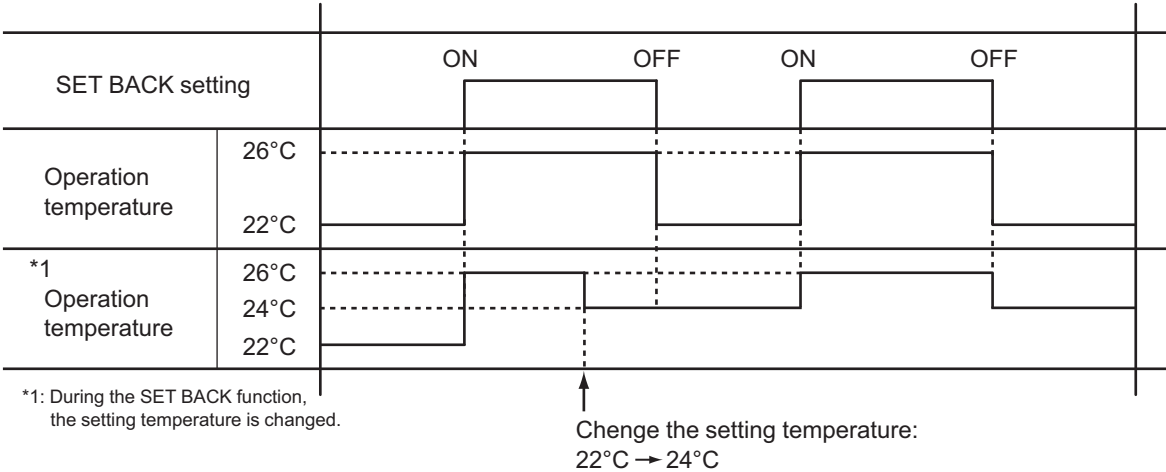 ON OFF ON OFF
SET BACK setting
26°C
Operation
temperature
22°C
*1
26°C
Operation
24°C
temperature
22°C
*1: During the SET BACK function,
the setting temperature is changed.
Chenge the setting temperature:
22°C → 24°C